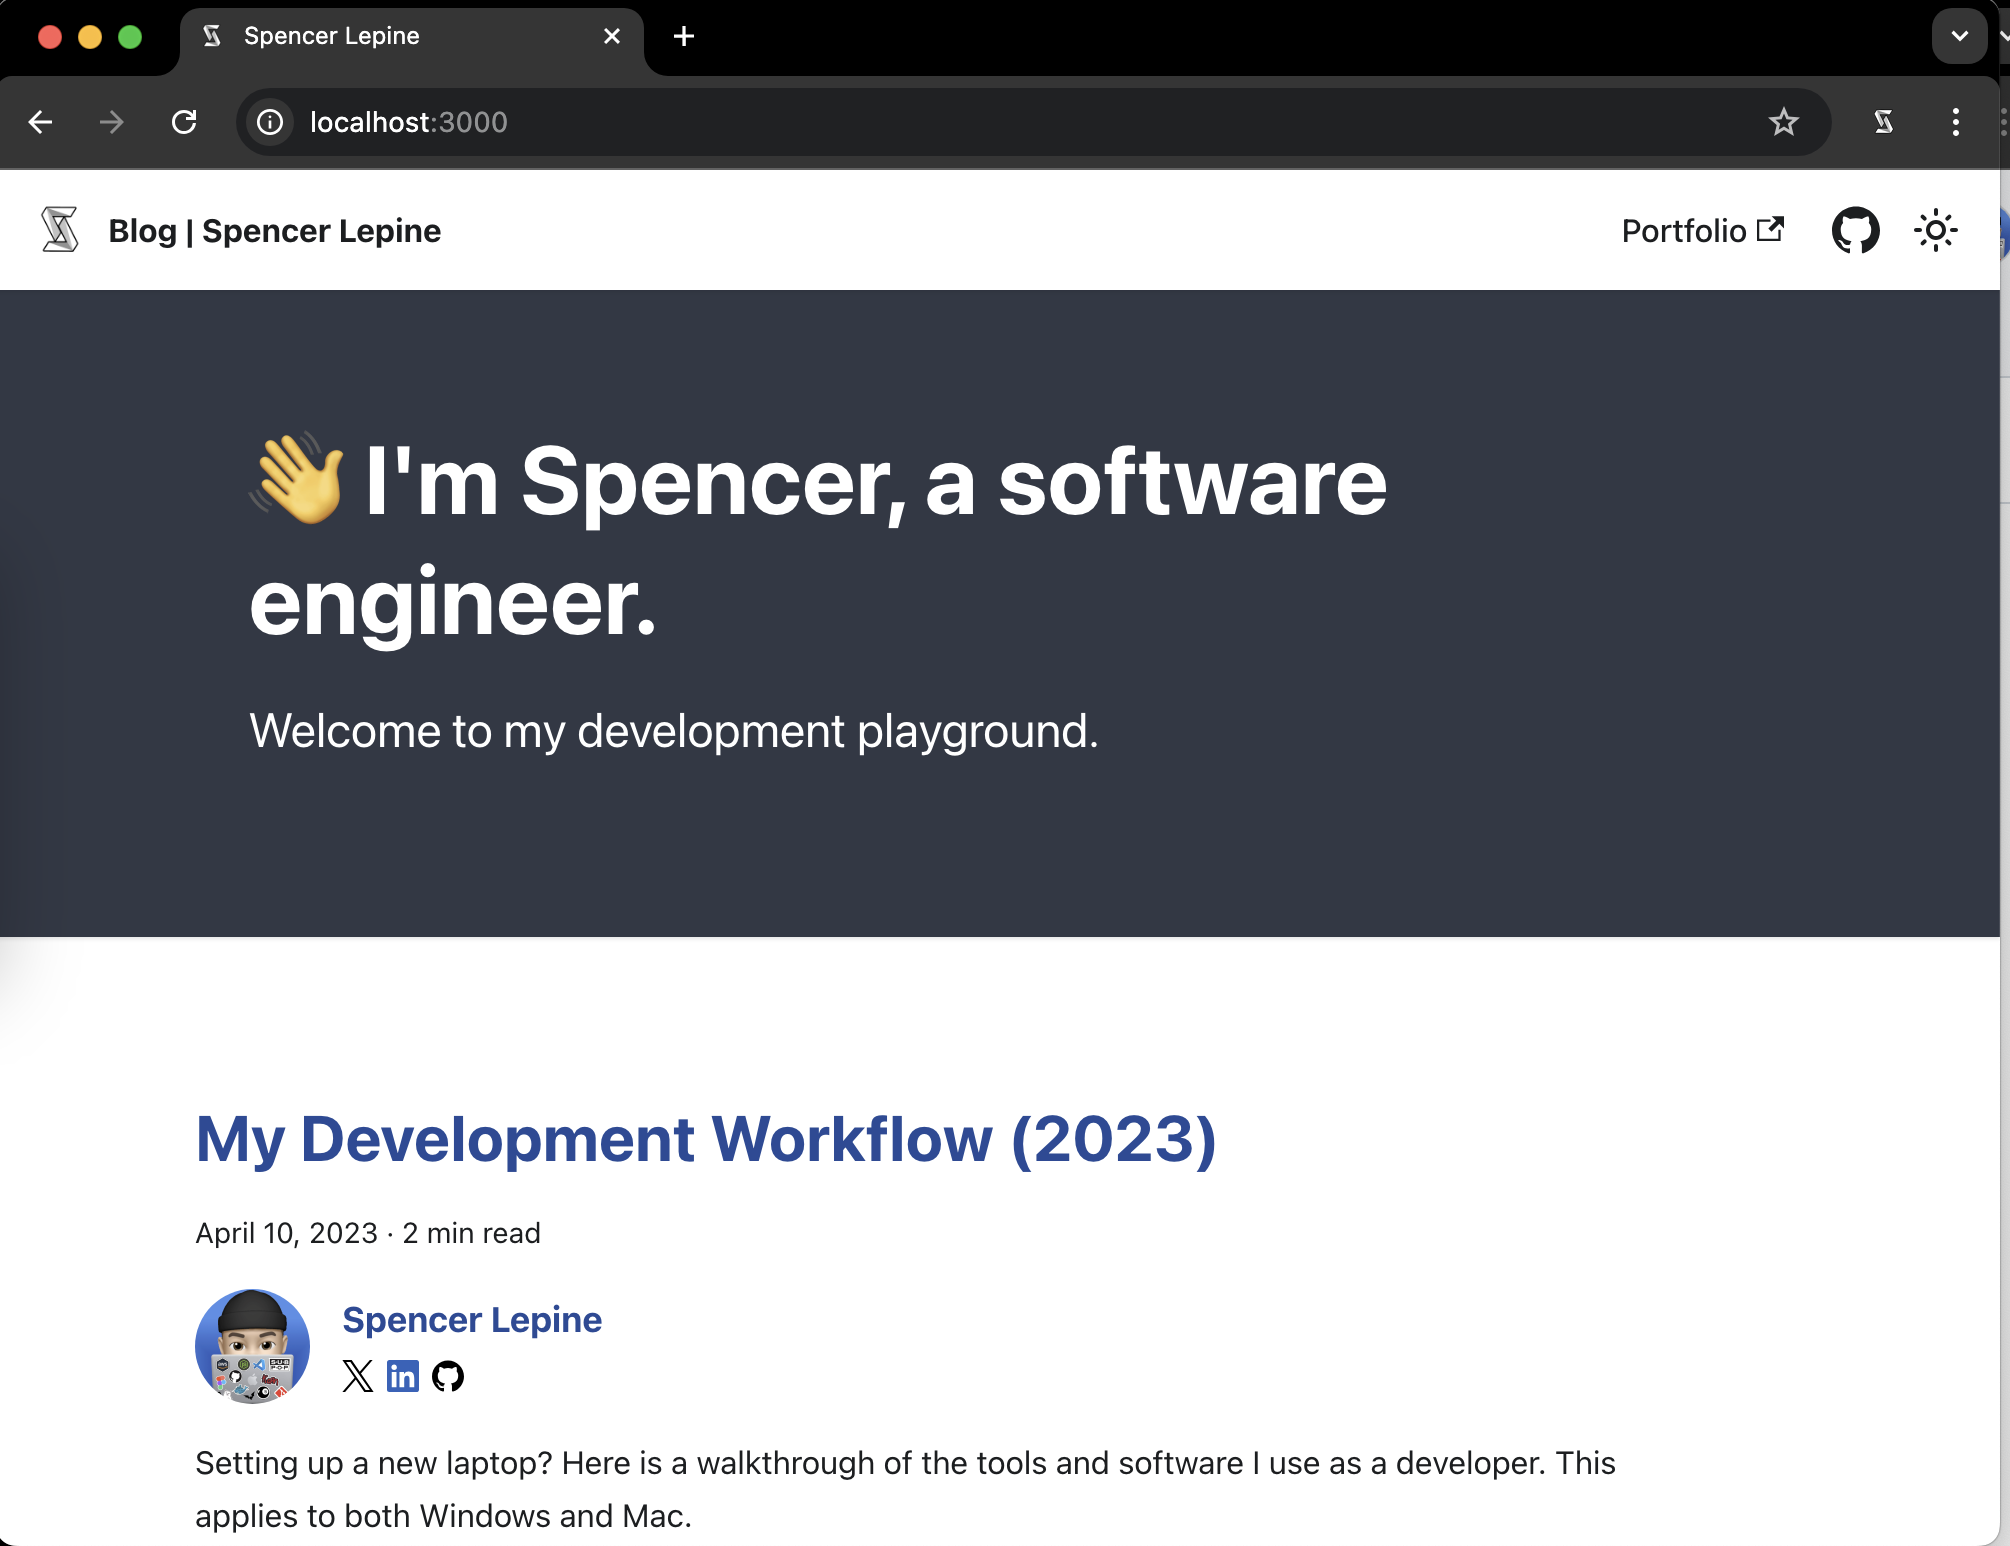 Spencer Lepine
localhost:3000
Blog | Spencer Lepine
Portfolio
I'm Spencer, a software
engineer.
Welcome to my development playground.
My Development Workflow (2023)
April 10, 2023 · 2 min read
Spencer Lepine
Setting up a new laptop? Here is a walkthrough of the tools and software I use as a developer. This
applies to both Windows and Mac.